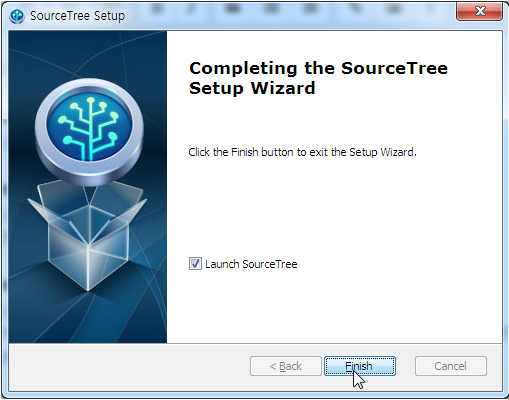 SourceTree Setup
Completing the SourceTree
Setup Wizard
Click the Finish button to exit the Setup Wizard.
Launch SourceTree
< Back
Finish
Cancel